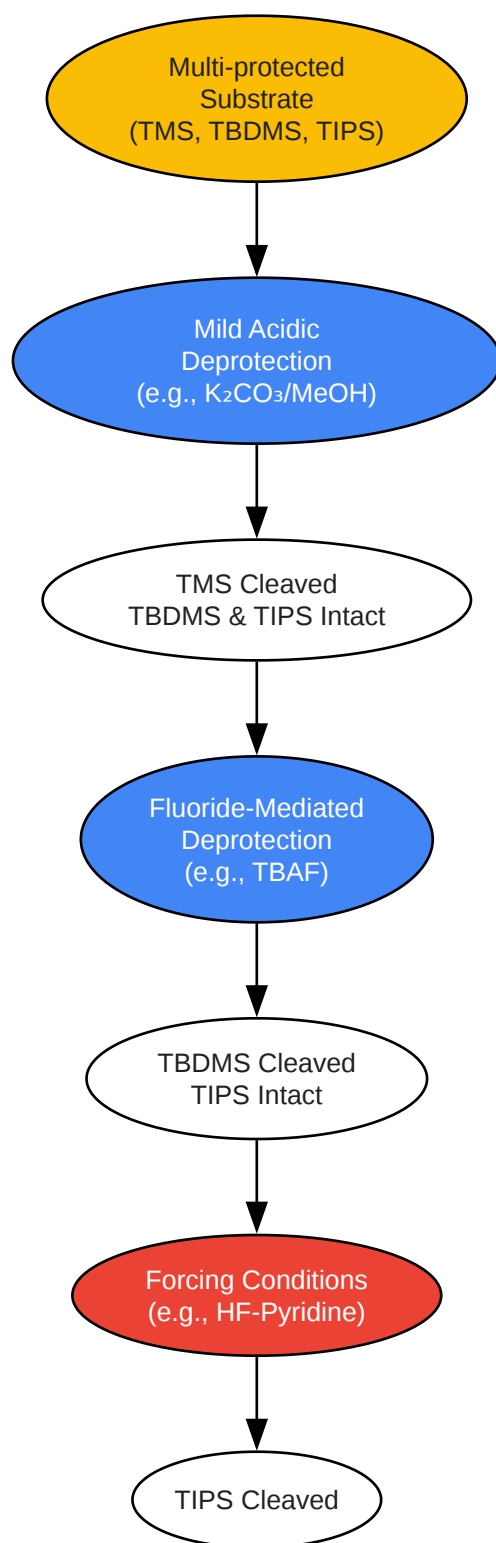 Multi-protected
Substrate
(TMS, TBDMS, TIPS)
Mild Acidic
Deprotection
(e.g., K₂CO₃/MeOH)
TMS Cleaved
TBDMS & TIPS Intact
Fluoride-Mediated
Deprotection
(e.g., TBAF)
TBDMS Cleaved
TIPS Intact
Forcing Conditions
(e.g., HF-Pyridine)
TIPS Cleaved